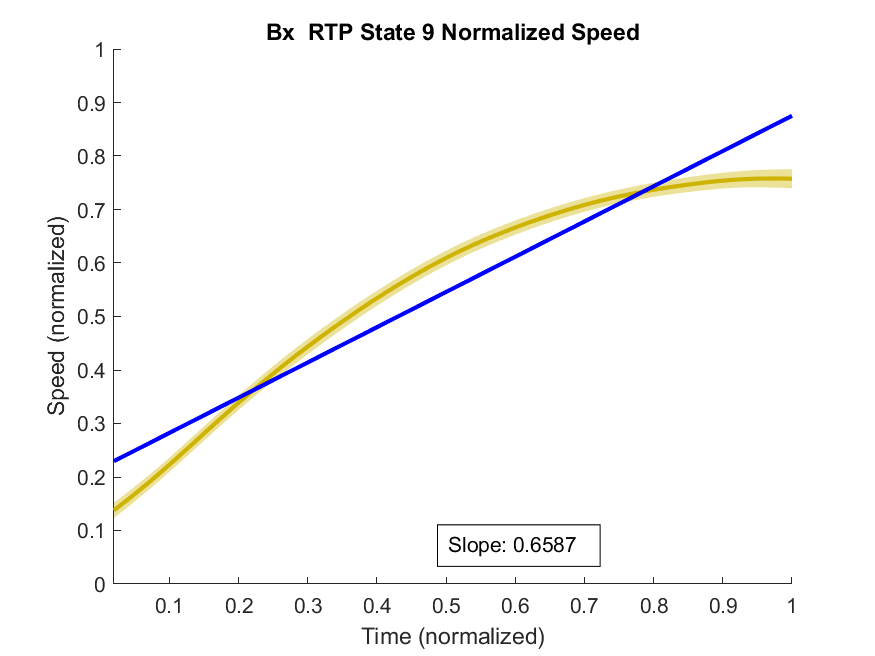 Bx  RTP State 9 Normalized Speed
1
0.9
0.8
0.7
0.6
0.5
0.4
0.3
0.2
0.1
0
Speed (normalized)
Slope: 0.6587
0.1 0.2 0.3 0.4 0.5 0.6 0.7 0.8 0.9 1
Time (normalized)